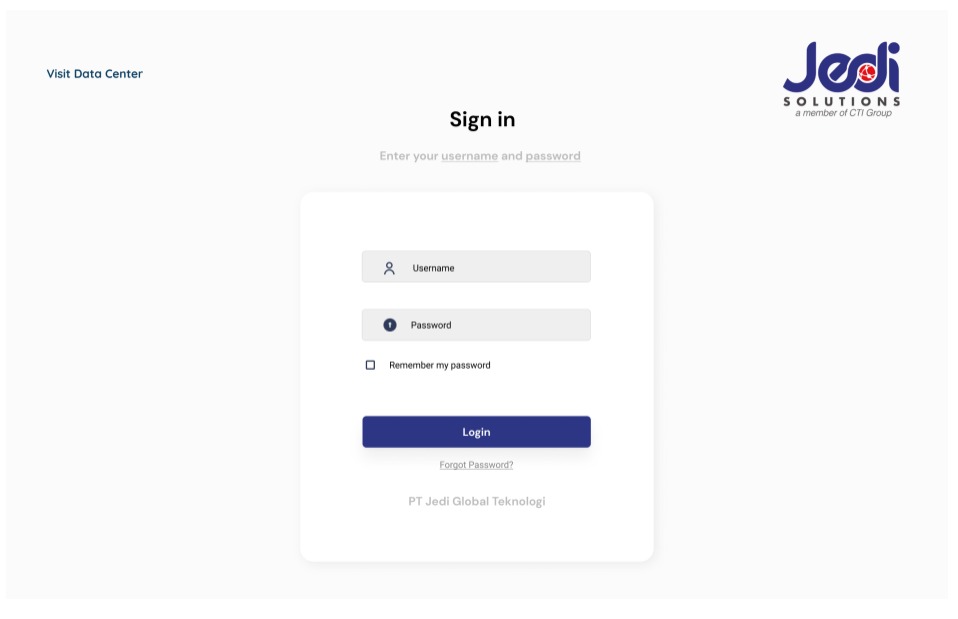 Visit Data Center
Jedi
SOLUTIONS
a member of CTI Group
Sign in
Enter your username and password
Username
Password
Remember my password
Login
Forgot Password?
PT Jedi Global Teknologi